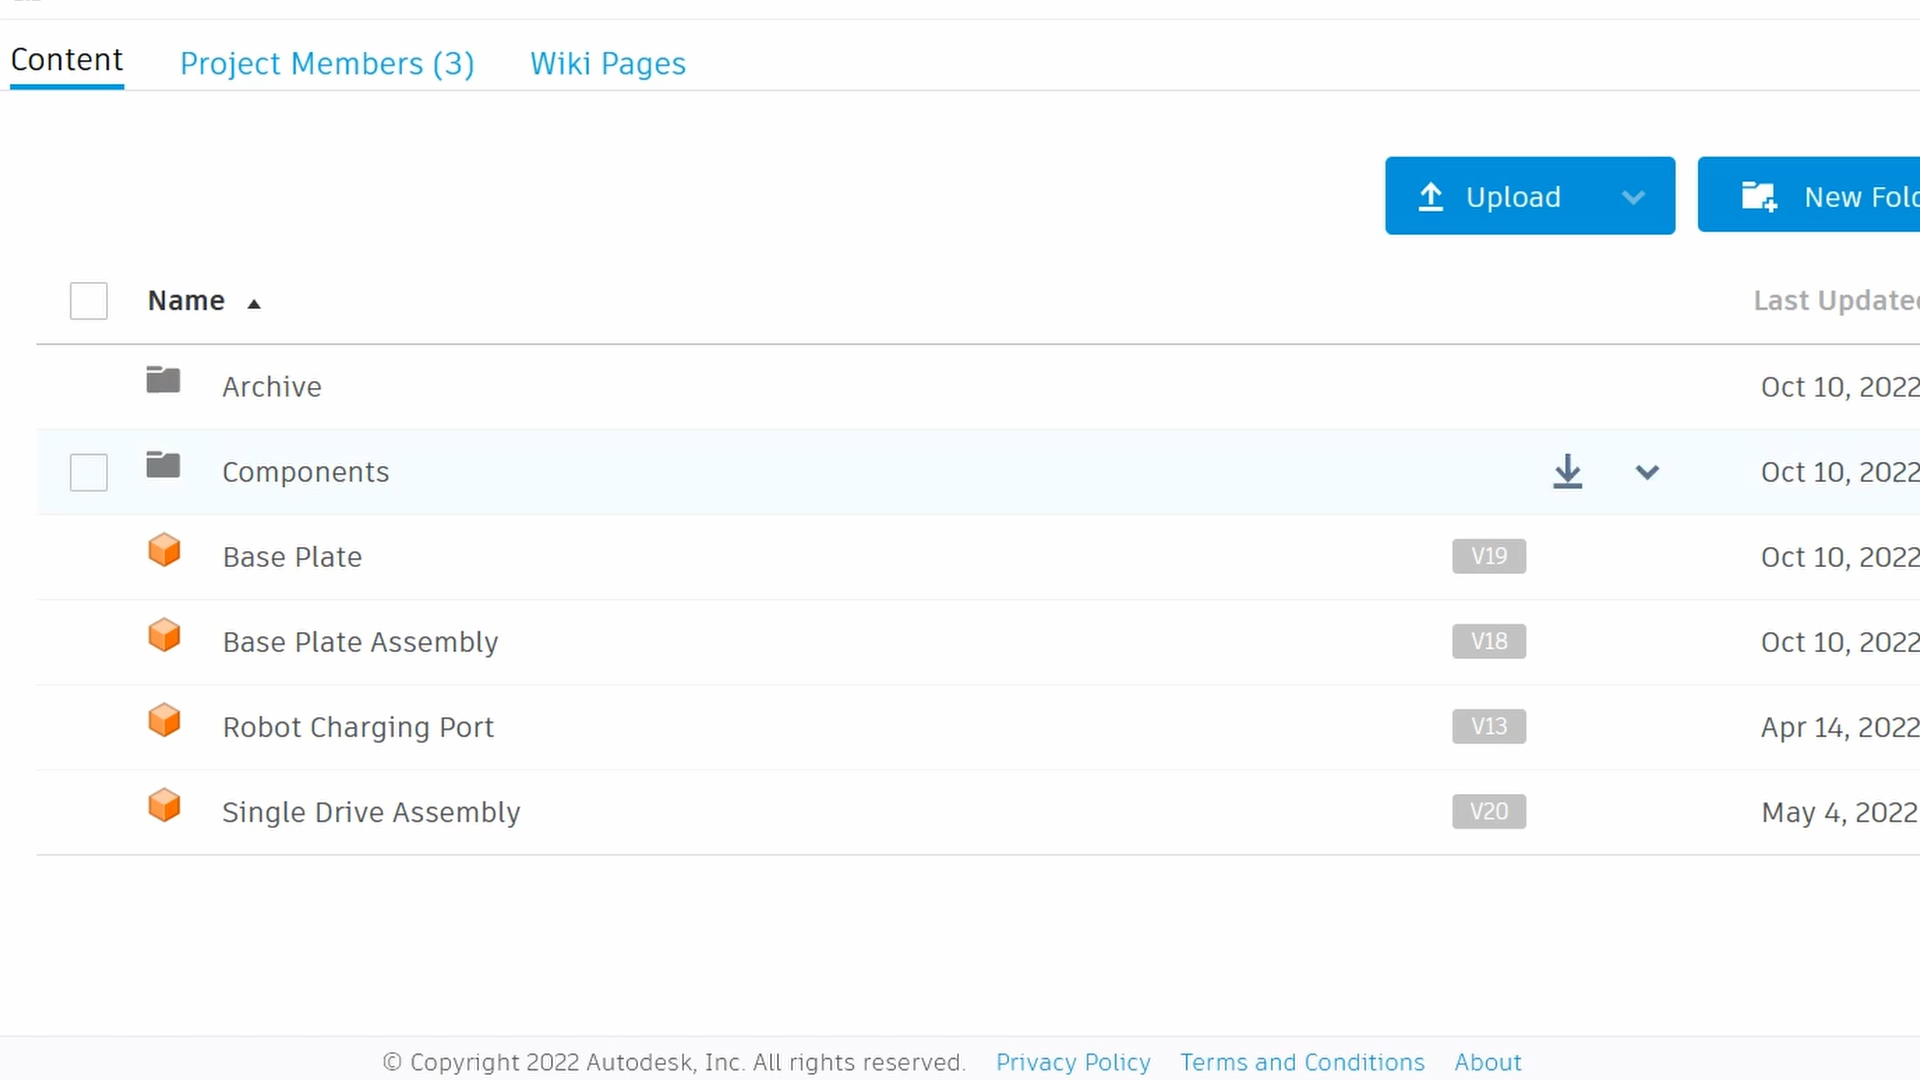 Content Project Members (3) Wiki Pages
Upload New
Name Last
Archive Oct 10, 2022
Components Oct 10, 2022
Base Plate V19 Oct 10, 2022
Base Plate Assembly V18 Oct 10, 2022
Robot Charging Port V13 Apr 14, 2022
Single Drive Assembly V20 May 4, 2022
© Copyright 2022 Autodesk, Inc. All rights reserved. Privacy Policy Terms and Conditions About